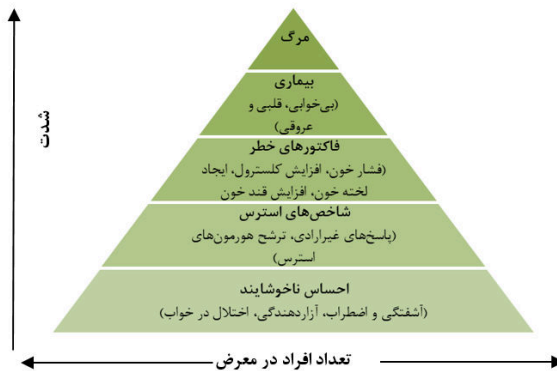 مرگ
بیماری
(بی‌خوابی، قلبی و
عروقی)
فاکتورهای خطر
(فشار خون، افزایش کلسترول، ایجاد
لخته خون، افزایش قند خون
شاخص‌های استرس
(پاسخ‌های غیرارادی، ترشح هورمون‌های
استرس)
احساس ناخوشایند
(آشفتگی و اضطراب، آزاردهندگی، اختلال در خواب)
شدت
تعداد افراد در معرض